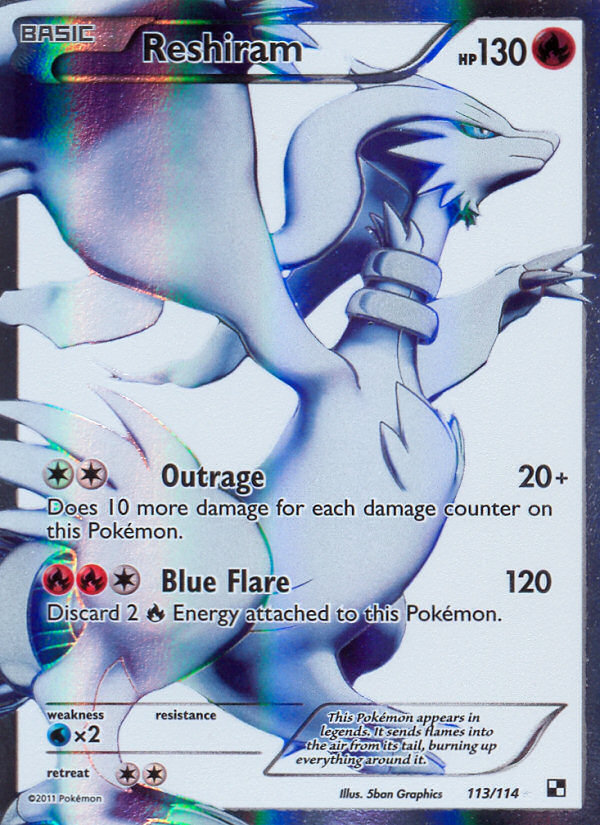 BASIC
Reshiram
HP130
Outrage 20+
Does 10 more damage for each damage counter on
this Pokémon.
Blue Flare 120
Discard 2 Energy attached to this Pokémon.
weakness resistance
×2
retreat
This Pokémon appears in
legends. It sends flames into
the air from its tail, burning up
everything around it.
©2011 Pokémon
Illus. 5ban Graphics 113/114